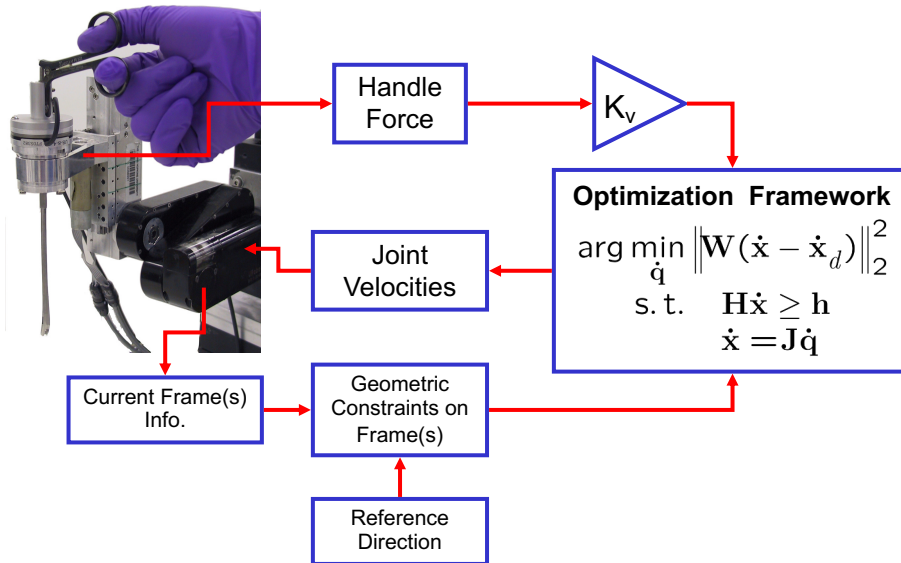 Handle
Force
K_v
Optimization Framework
arg min_{q̇} ‖W(ẋ − ẋ_d)‖₂²
s. t. Hẋ ≥ h
ẋ = Jq̇
Joint
Velocities
Current Frame(s)
Info.
Geometric
Constraints on
Frame(s)
Reference
Direction